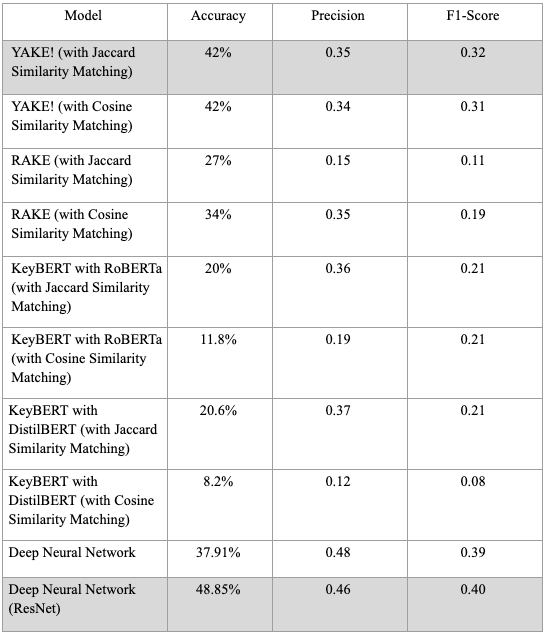 Model Accuracy Precision F1-Score
YAKE! (with Jaccard 42% 0.35 0.32
Similarity Matching)
YAKE! (with Cosine 42% 0.34 0.31
Similarity Matching)
RAKE (with Jaccard 27% 0.15 0.11
Similarity Matching)
RAKE (with Cosine 34% 0.35 0.19
Similarity Matching)
KeyBERT with RoBERTa 20% 0.36 0.21
(with Jaccard Similarity
Matching)
KeyBERT with RoBERTa 11.8% 0.19 0.21
(with Cosine Similarity
Matching)
KeyBERT with 20.6% 0.37 0.21
DistilBERT (with Jaccard
Similarity Matching)
KeyBERT with 8.2% 0.12 0.08
DistilBERT (with Cosine
Similarity Matching)
Deep Neural Network 37.91% 0.48 0.39
Deep Neural Network 48.85% 0.46 0.40
(ResNet)